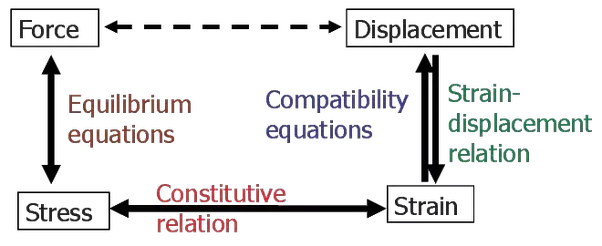 Force
Displacement
Equilibrium
equations
Compatibility
equations
Strain-
displacement
relation
Stress
Constitutive
relation
Strain